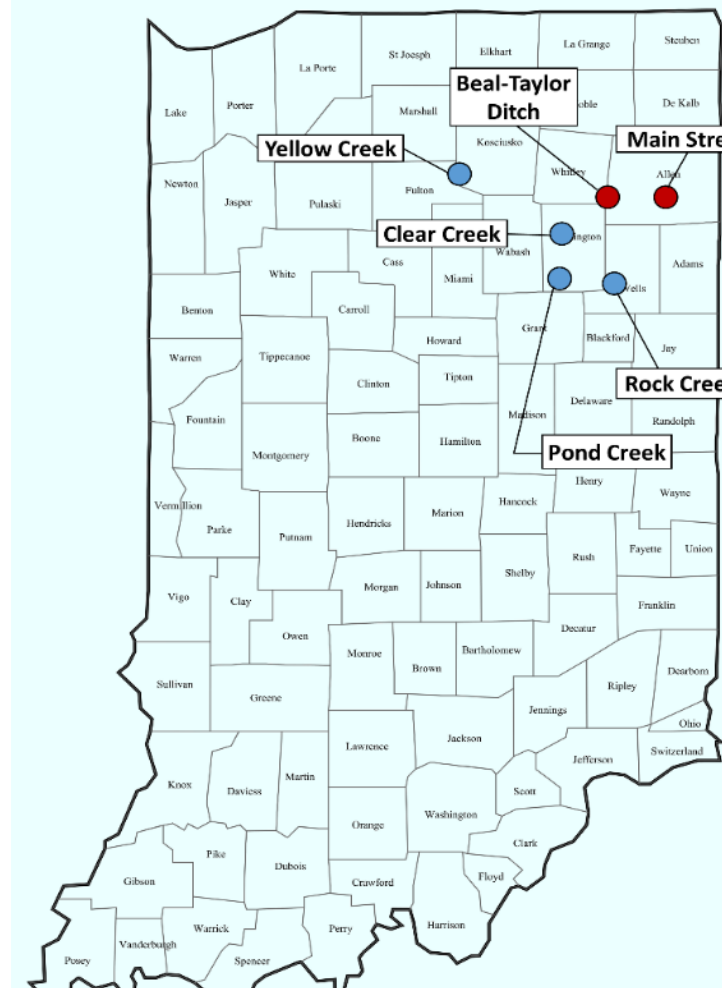 St Joesph
Elkhart
La Grange
Steuben
La Porte
Lake
Porter
Beal-Taylor
Ditch
oble
De Kalb
Marshall
Kosciusko
Main Stre
Yellow Creek
Whitley
Allen
Newton
Jasper
Pulaski
Fulton
Clear Creek
ington
Wabash
Cass
Miami
White
Adams
Wells
Benton
Carroll
Grant
Blackford
Howard
Jay
Warren
Tippecanoe
Clinton
Tipton
Rock Cree
Madison
Delaware
Fountain
Boone
Hamilton
Randolph
Montgomery
Pond Creek
Henry
Wayne
Hancock
Vermillion
Parke
Putnam
Hendricks
Marion
Rush
Fayette
Union
Shelby
Vigo
Clay
Morgan
Johnson
Franklin
Owen
Decatur
Monroe
Brown
Bartholomew
Sullivan
Greene
Ripley
Dearborn
Jennings
Ohio
Lawrence
Jackson
Switzerland
Jefferson
Knox
Daviess
Martin
Scott
Orange
Washington
Clark
Pike
Dubois
Gibson
Crawford
Floyd
Harrison
Posey
Vanderburgh
Warrick
Spencer
Perry